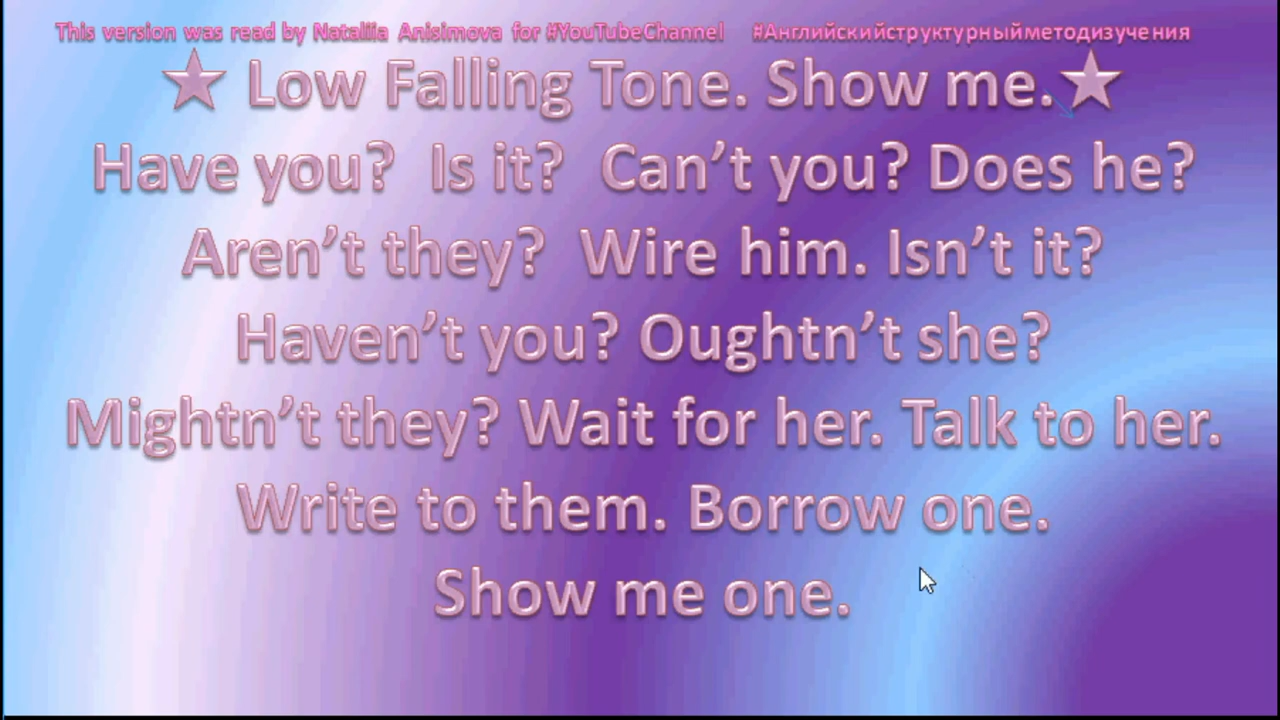 This version was read by Nataliia Anisimova for #YouTubeChannel #Английскийструктурныйметодизучения
★ Low Falling Tone. Show me.★
Have you? Is it? Can’t you? Does he?
Aren’t they? Wire him. Isn’t it?
Haven’t you? Oughtn’t she?
Mightn’t they? Wait for her. Talk to her.
Write to them. Borrow one.
Show me one.